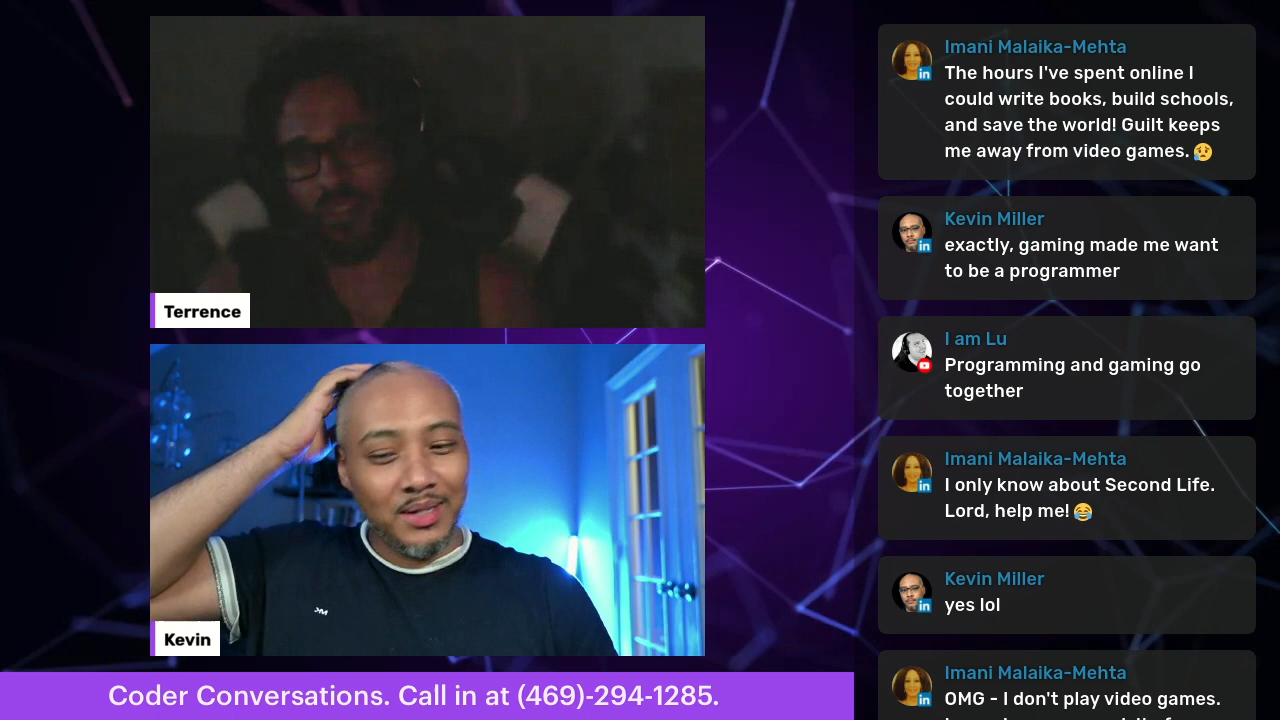 Terrence
Kevin
Coder Conversations. Call in at (469)-294-1285.
Imani Malaika-Mehta
The hours I've spent online I
could write books, build schools,
and save the world! Guilt keeps
me away from video games. 😥
Kevin Miller
exactly, gaming made me want
to be a programmer
I am Lu
Programming and gaming go
together
Imani Malaika-Mehta
I only know about Second Life.
Lord, help me! 😂
Kevin Miller
yes lol
Imani Malaika-Mehta
OMG - I don't play video games.